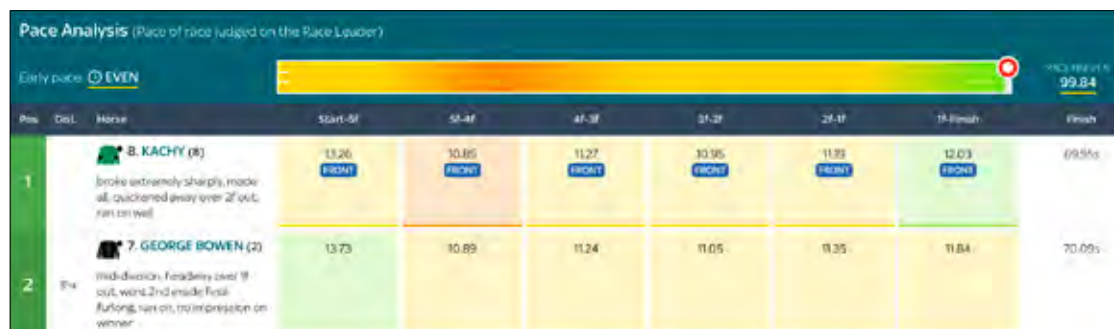 Pace Analysis (Pace of race judged on the Race Leader)
Early pace EVEN
99.84
Pos Dist. Horse Start-5f 5f-4f 4f-3f 3f-2f 2f-1f 1f-Finish Finish
1 8. KACHY (8) 13.26 10.85 11.27 10.95 12.03
FRONT FRONT FRONT FRONT FRONT FRONT
broke extremely sharply, made
all, quickened away over 2f out,
ran on well
2 7. GEORGE BOWEN (2) 13.73 10.89 11.24 11.05 11.35 11.84 70.09s
mid-division, headway over 1f
out, went 2nd inside final
furlong, ran on, no impression on
winner